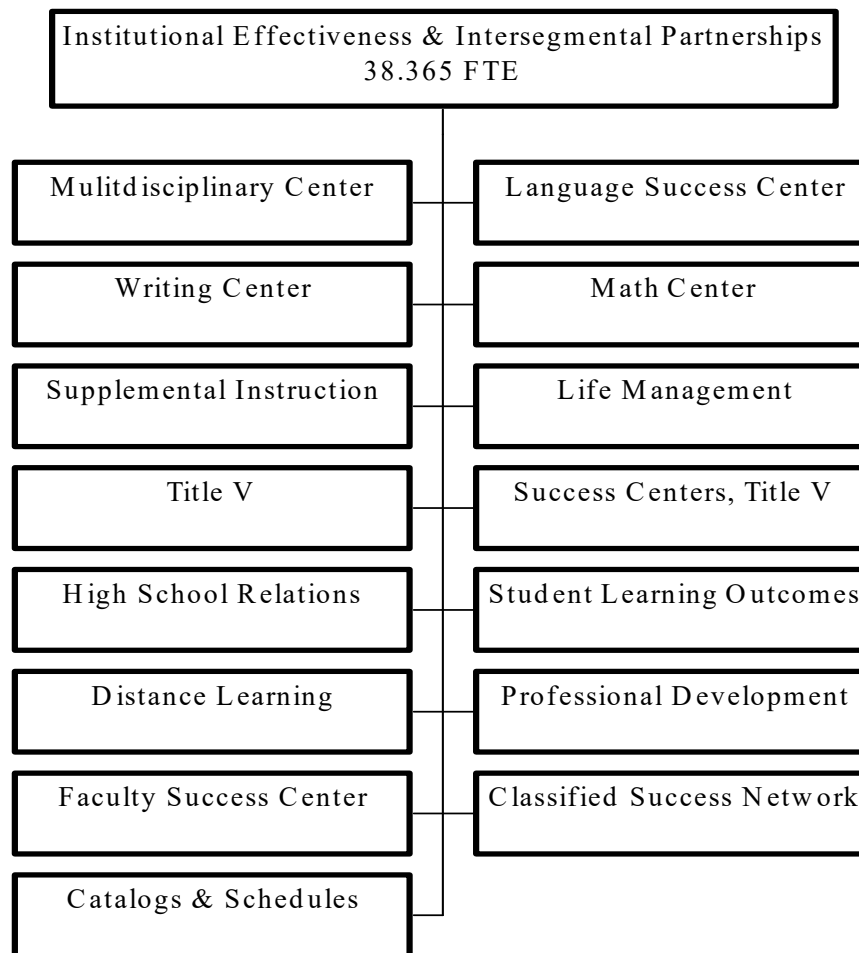 Institutional Effectiveness & Intersegmental Partnerships
38.365 FTE
Mulitdisciplinary Center
Language Success Center
Writing Center
Math Center
Supplemental Instruction
Life Management
Title V
Success Centers, Title V
High School Relations
Student Learning Outcomes
Distance Learning
Professional Development
Faculty Success Center
Classified Success Network
Catalogs & Schedules